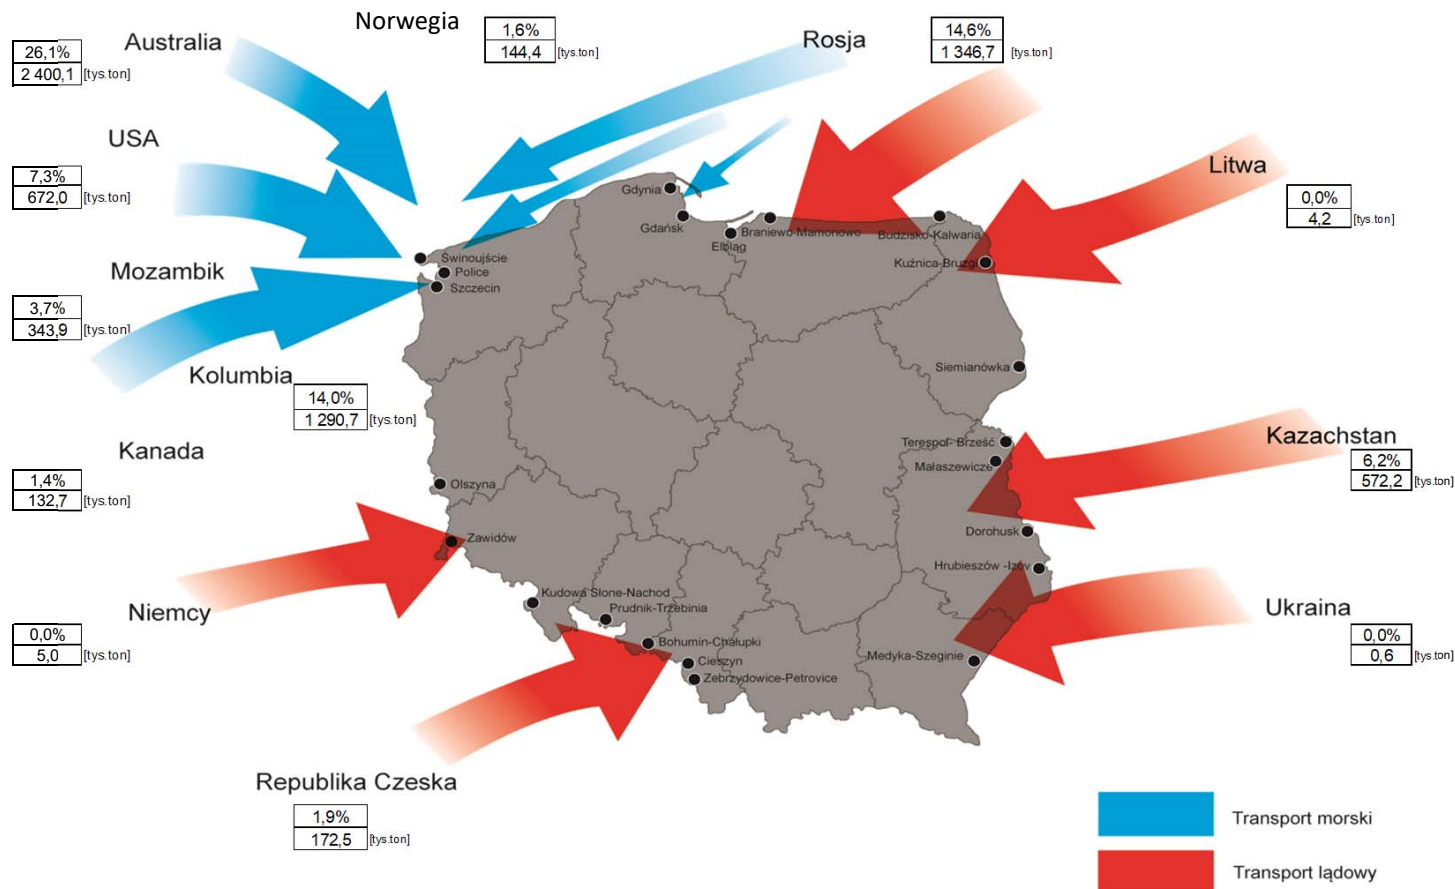 Norwegia
1,6%
144,4 [tys.ton]
Rosja
14,6%
1 346,7 [tys.ton]
Australia
26,1%
2 400,1 [tys.ton]
USA
7,3%
672,0 [tys.ton]
Litwa
0,0%
4,2 [tys.ton]
Mozambik
3,7%
343,9 [tys.ton]
Kolumbia
14,0%
1 290,7 [tys.ton]
Kanada
1,4%
132,7 [tys.ton]
Kazachstan
6,2%
572,2 [tys.ton]
Niemcy
0,0%
5,0 [tys.ton]
Ukraina
0,0%
0,6 [tys.ton]
Republika Czeska
1,9%
172,5 [tys.ton]
Gdynia
Gdańsk
Elbląg
Braniewo-Mamonowo
Budzisko-Kalwaria
Kuźnica-Bruzgi
Świnoujście
Police
Szczecin
Siemianówka
Terespol- Brześć
Małaszewicze
Olszyna
Dorohusk
Zawidów
Hrubieszów -Izów
Kudowa Słone-Nachod
Prudnik-Trzebinia
Bohumin-Chałupki
Cieszyn
Zebrzydowice-Petrovice
Medyka-Szeginie
Transport morski
Transport lądowy